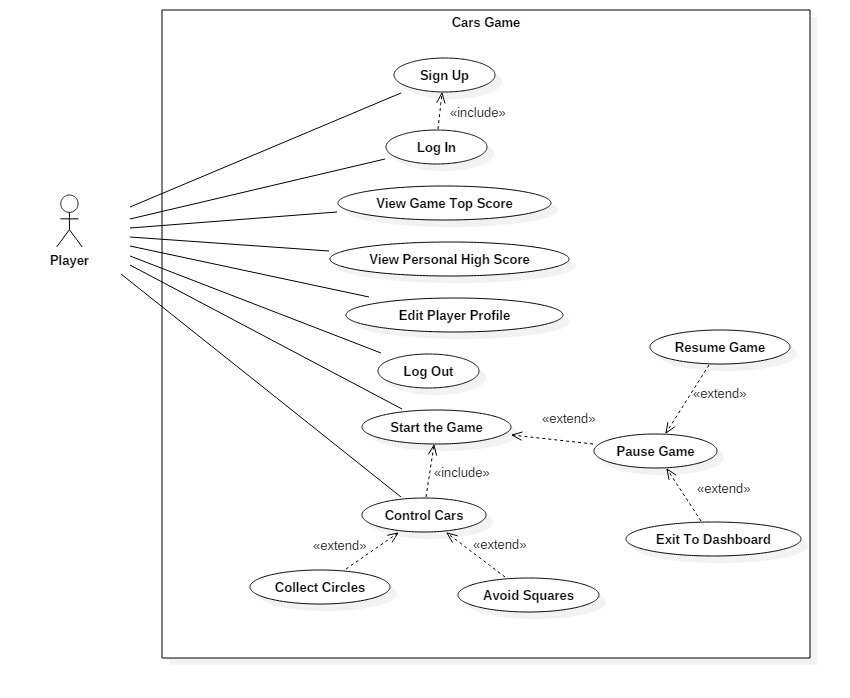 Cars Game
Sign Up
«include»
Log In
View Game Top Score
Player
View Personal High Score
Edit Player Profile
Resume Game
Log Out
«extend»
Start the Game
«extend»
Pause Game
«include»
«extend»
Control Cars
Exit To Dashboard
«extend»
«extend»
Collect Circles
Avoid Squares